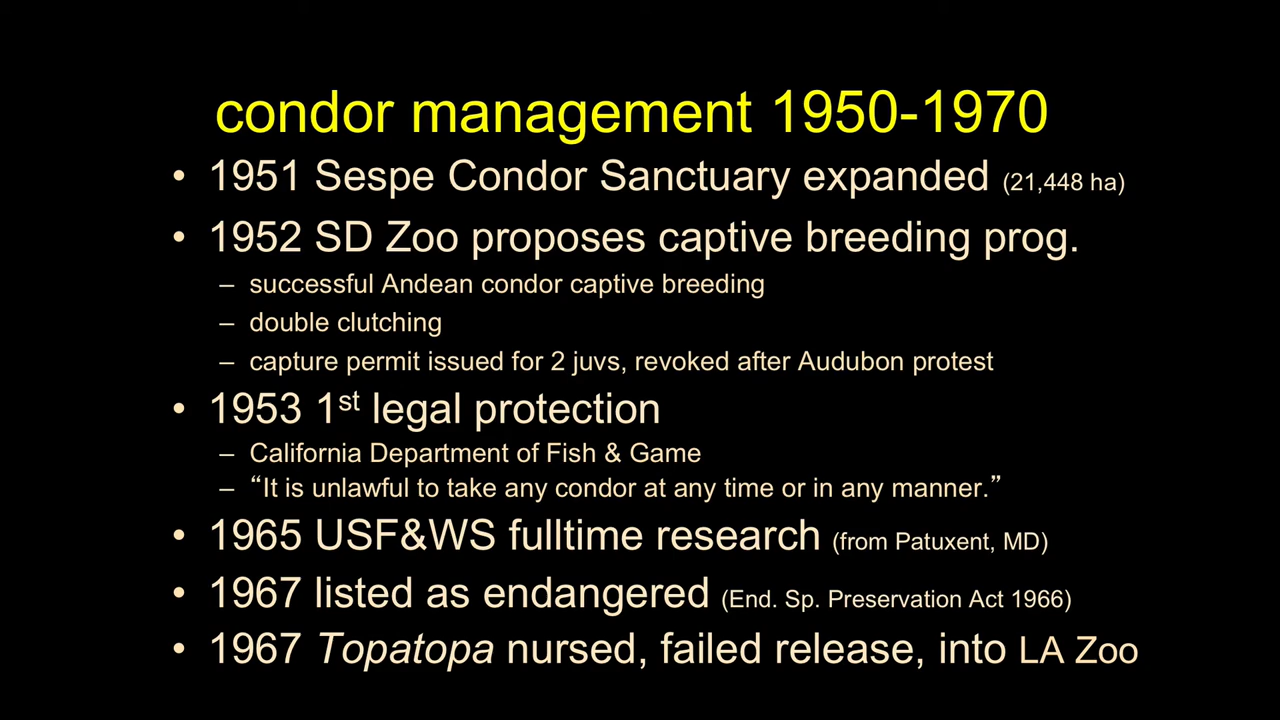 condor management 1950-1970
• 1951 Sespe Condor Sanctuary expanded (21,448 ha)
• 1952 SD Zoo proposes captive breeding prog.
– successful Andean condor captive breeding
– double clutching
– capture permit issued for 2 juvs, revoked after Audubon protest
• 1953 1st legal protection
– California Department of Fish & Game
– “It is unlawful to take any condor at any time or in any manner.”
• 1965 USF&WS fulltime research (from Patuxent, MD)
• 1967 listed as endangered (End. Sp. Preservation Act 1966)
• 1967 Topatopa nursed, failed release, into LA Zoo